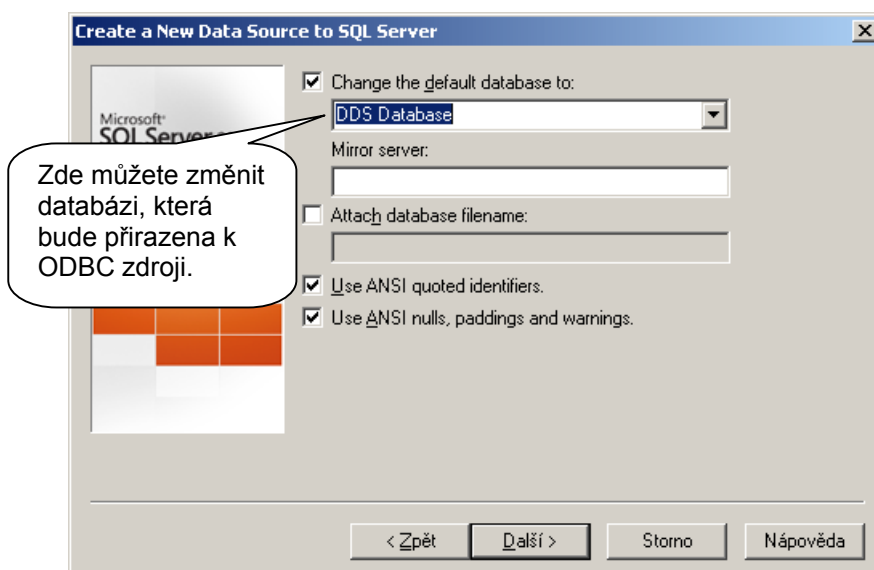 Create a New Data Source to SQL Server
Change the default database to:
Microsoft
SQL Server
DDS Database
Mirror server:
Zde můžete změnit
databázi, která
bude přirazena k
ODBC zdroji.
Attach database filename:
Use ANSI quoted identifiers.
Use ANSI nulls, paddings and warnings.
< Zpět
Další >
Storno
Nápověda